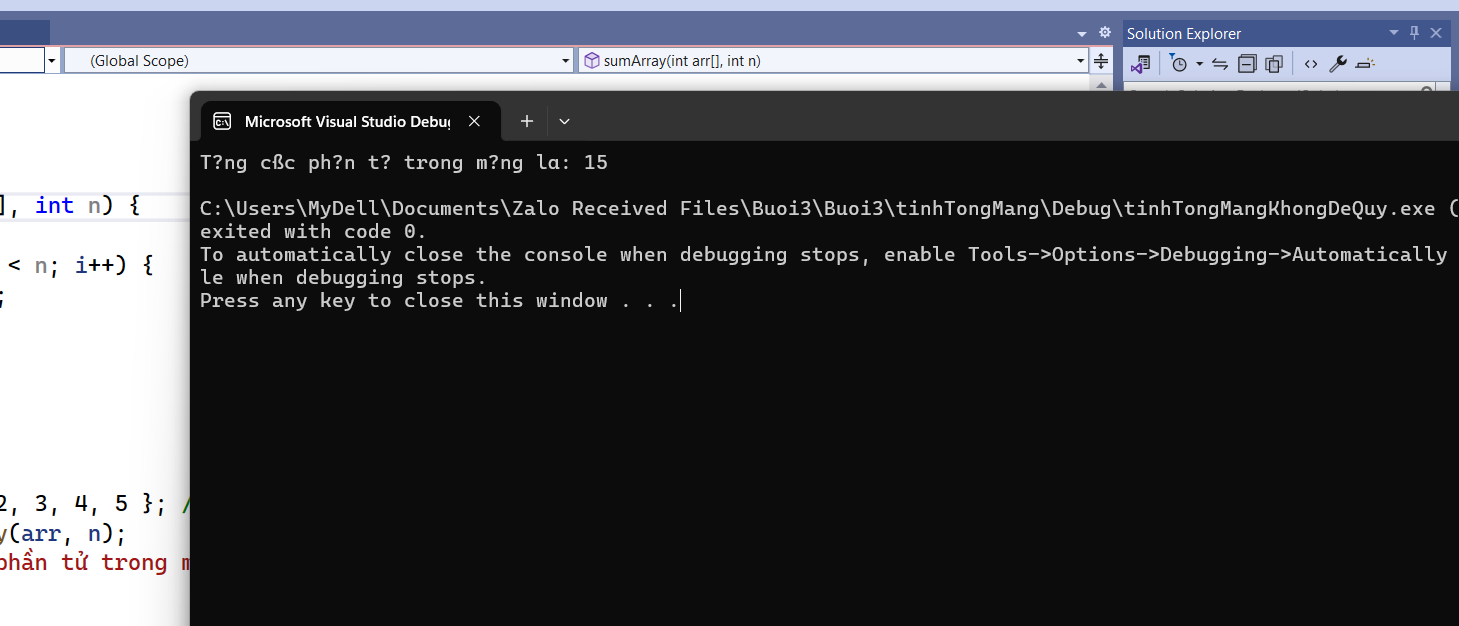 Solution Explorer
(Global Scope) sumArray(int arr[], int n)
Microsoft Visual Studio Debu
T?ng cßc ph?n t? trong m?ng la: 15
], int n) {
C:\Users\MyDell\Documents\Zalo Received Files\Buoi3\Buoi3\tinhTongMang\Debug\tinhTongMangKhongDeQuy.exe (
exited with code 0.
To automatically close the console when debugging stops, enable Tools->Options->Debugging->Automatically
le when debugging stops.
Press any key to close this window . . .
< n; i++) {
;
2, 3, 4, 5 }; /
y(arr, n);
phần tử trong m